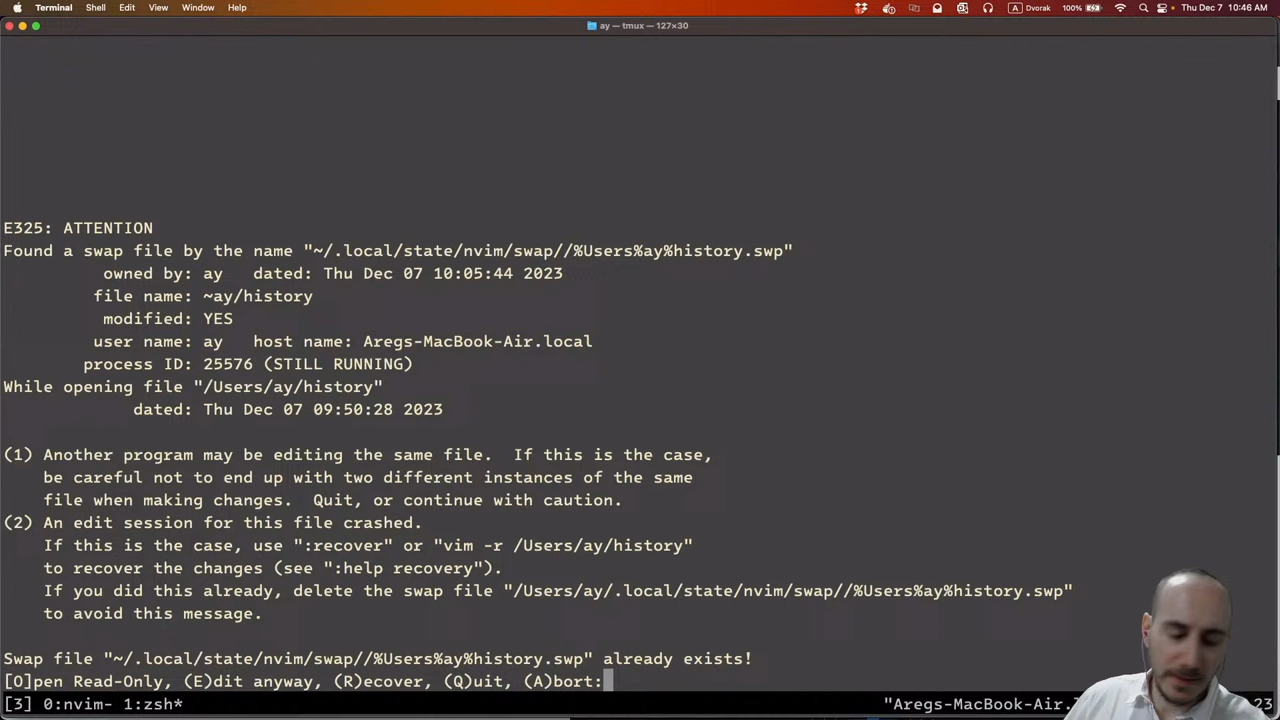 Terminal Shell Edit View Window Help A Dvorak 100% Thu Dec 7 10:46 AM
ay — tmux — 127×30
E325: ATTENTION
Found a swap file by the name "~/.local/state/nvim/swap//%Users%ay%history.swp"
owned by: ay   dated: Thu Dec 07 10:05:44 2023
file name: ~ay/history
modified: YES
user name: ay   host name: Aregs-MacBook-Air.local
process ID: 25576 (STILL RUNNING)
While opening file "/Users/ay/history"
dated: Thu Dec 07 09:50:28 2023
(1) Another program may be editing the same file.  If this is the case,
be careful not to end up with two different instances of the same
file when making changes.  Quit, or continue with caution.
(2) An edit session for this file crashed.
If this is the case, use ":recover" or "vim -r /Users/ay/history"
to recover the changes (see ":help recovery").
If you did this already, delete the swap file "/Users/ay/.local/state/nvim/swap//%Users%ay%history.swp"
to avoid this message.
Swap file "~/.local/state/nvim/swap//%Users%ay%history.swp" already exists!
[O]pen Read-Only, (E)dit anyway, (R)ecover, (Q)uit, (A)bort:
[3] 0:nvim- 1:zsh* "Aregs-MacBook-Air.l 23